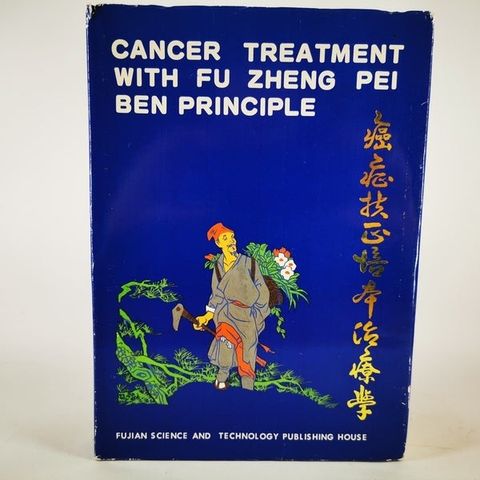 CANCER TREATMENT
WITH FU ZHENG PEI
BEN PRINCIPLE
癌症扶正培本治療學
FUJIAN SCIENCE AND TECHNOLOGY PUBLISHING HOUSE